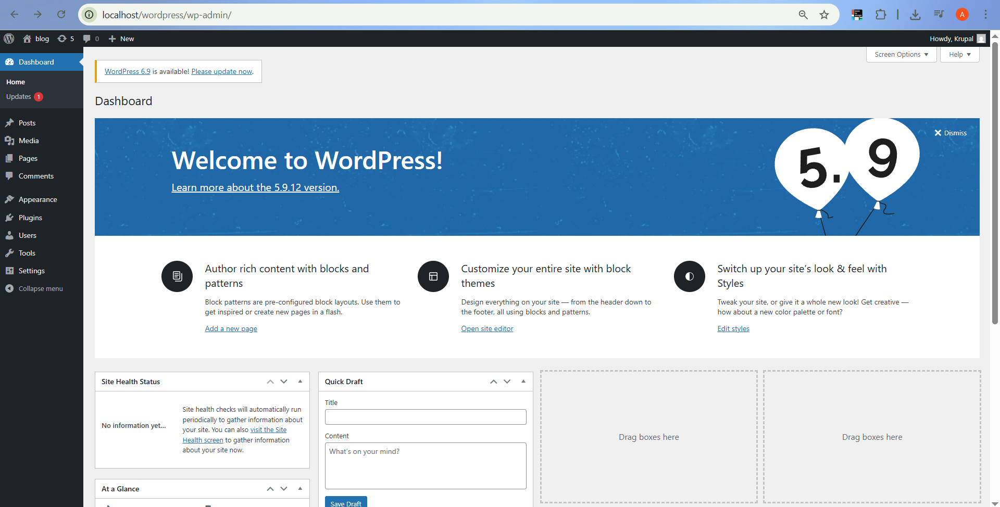 localhost/wordpress/wp-admin/
A
blog
5
0
New
Howdy, Krupal
Dashboard
Home
Updates 1
Posts
Media
Pages
Comments
Appearance
Plugins
Users
Tools
Settings
Collapse menu
Screen Options
Help
WordPress 6.9 is available! Please update now.
Dashboard
Dismiss
Welcome to WordPress!
Learn more about the 5.9.12 version.
5.9
Author rich content with blocks and
patterns
Block patterns are pre-configured block layouts. Use them to
get inspired or create new pages in a flash.
Add a new page
Customize your entire site with block
themes
Design everything on your site — from the header down to
the footer, all using blocks and patterns.
Open site editor
Switch up your site’s look & feel with
Styles
Tweak your site, or give it a whole new look! Get creative —
how about a new color palette or font?
Edit styles
Site Health Status
No information yet...
Site health checks will automatically run
periodically to gather information about
your site. You can also visit the Site
Health screen to gather information
about your site now.
At a Glance
Quick Draft
Title
Content
What’s on your mind?
Save Draft
Drag boxes here
Drag boxes here